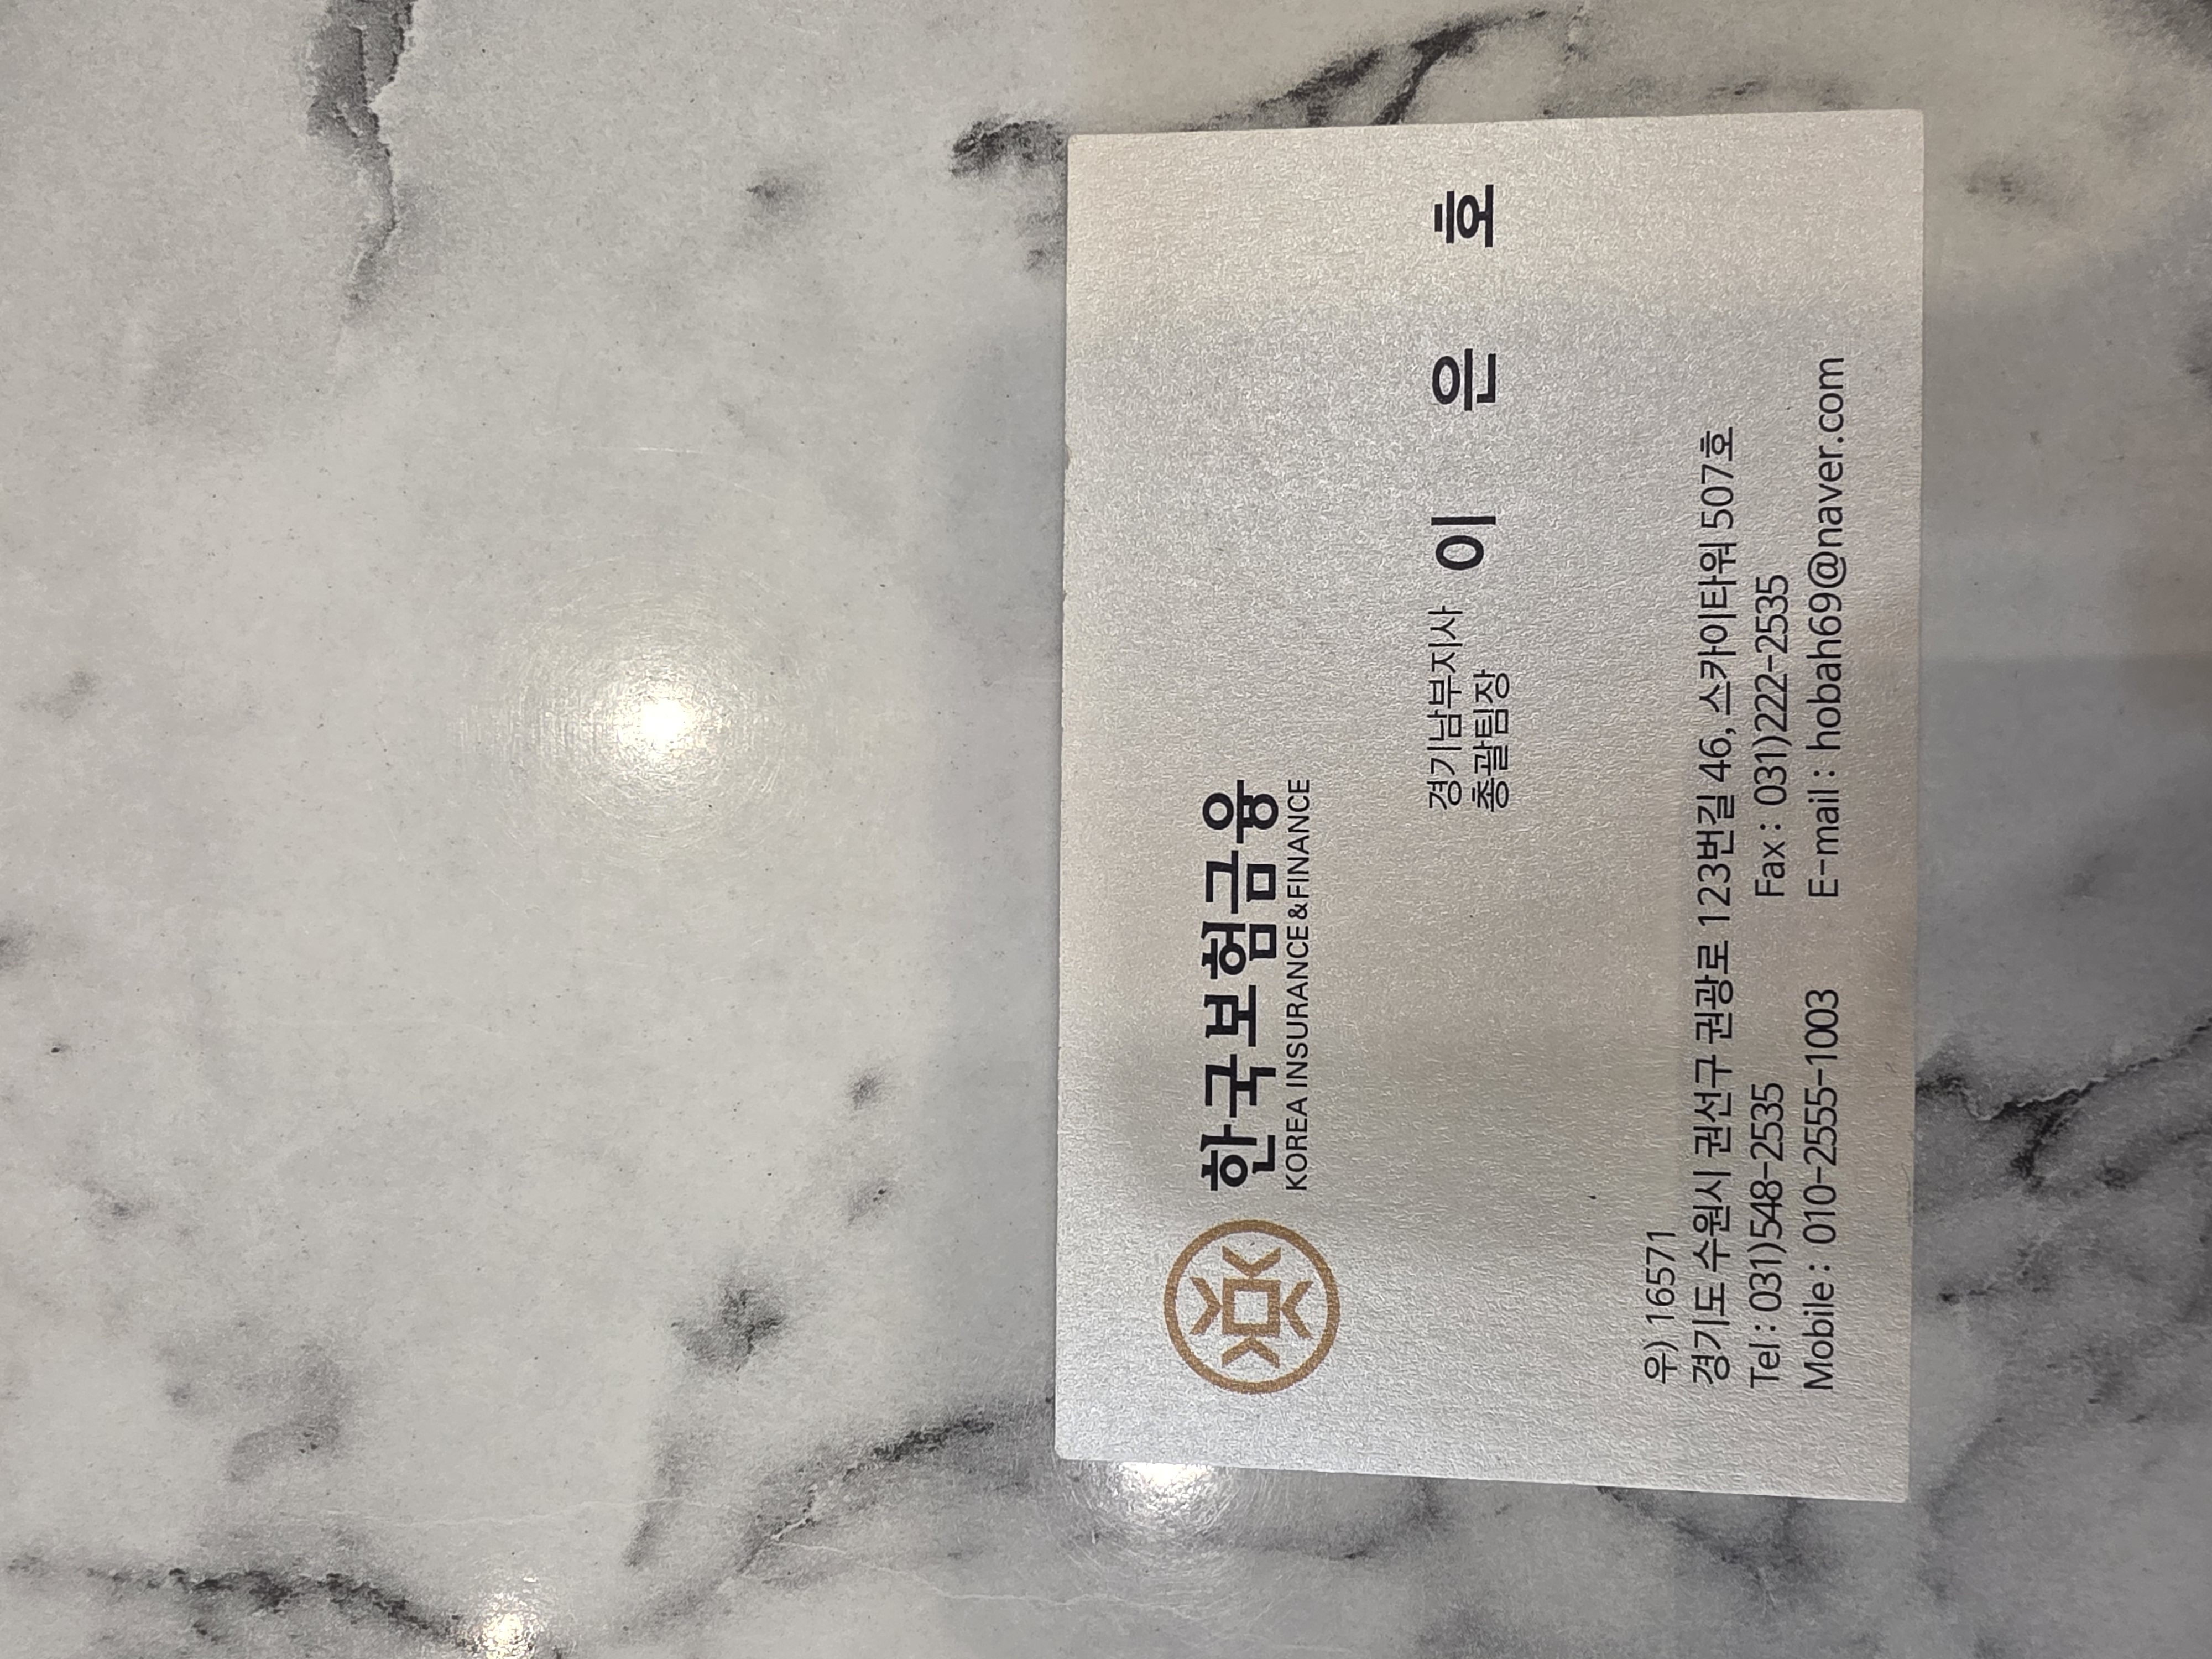 한국보험금융
KOREA INSURANCE & FINANCE
경기남부지사
총괄팀장
이 은 호
우) 16571
경기도 수원시 권선구 권광로 123번길 46, 스카이타워 507호
Tel : 031)548-2535 Fax : 031)222-2535
Mobile : 010-2555-1003 E-mail : hobah69@naver.com